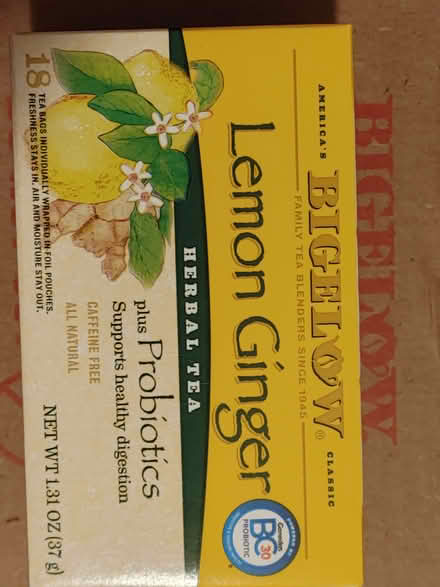 AMERICA'S
BIGELOW®
CLASSIC
FAMILY TEA BLENDERS SINCE 1945
Lemon Ginger
HERBAL TEA
plus Probiotics
Supports healthy digestion
CAFFEINE FREE
ALL NATURAL
18 TEA BAGS INDIVIDUALLY WRAPPED IN FOIL POUCHES.
FRESHNESS STAYS IN, AIR AND MOISTURE STAY OUT.
NET WT 1.31 OZ (37 g)
Ganeden
BC30
PROBIOTIC
BIGELOW